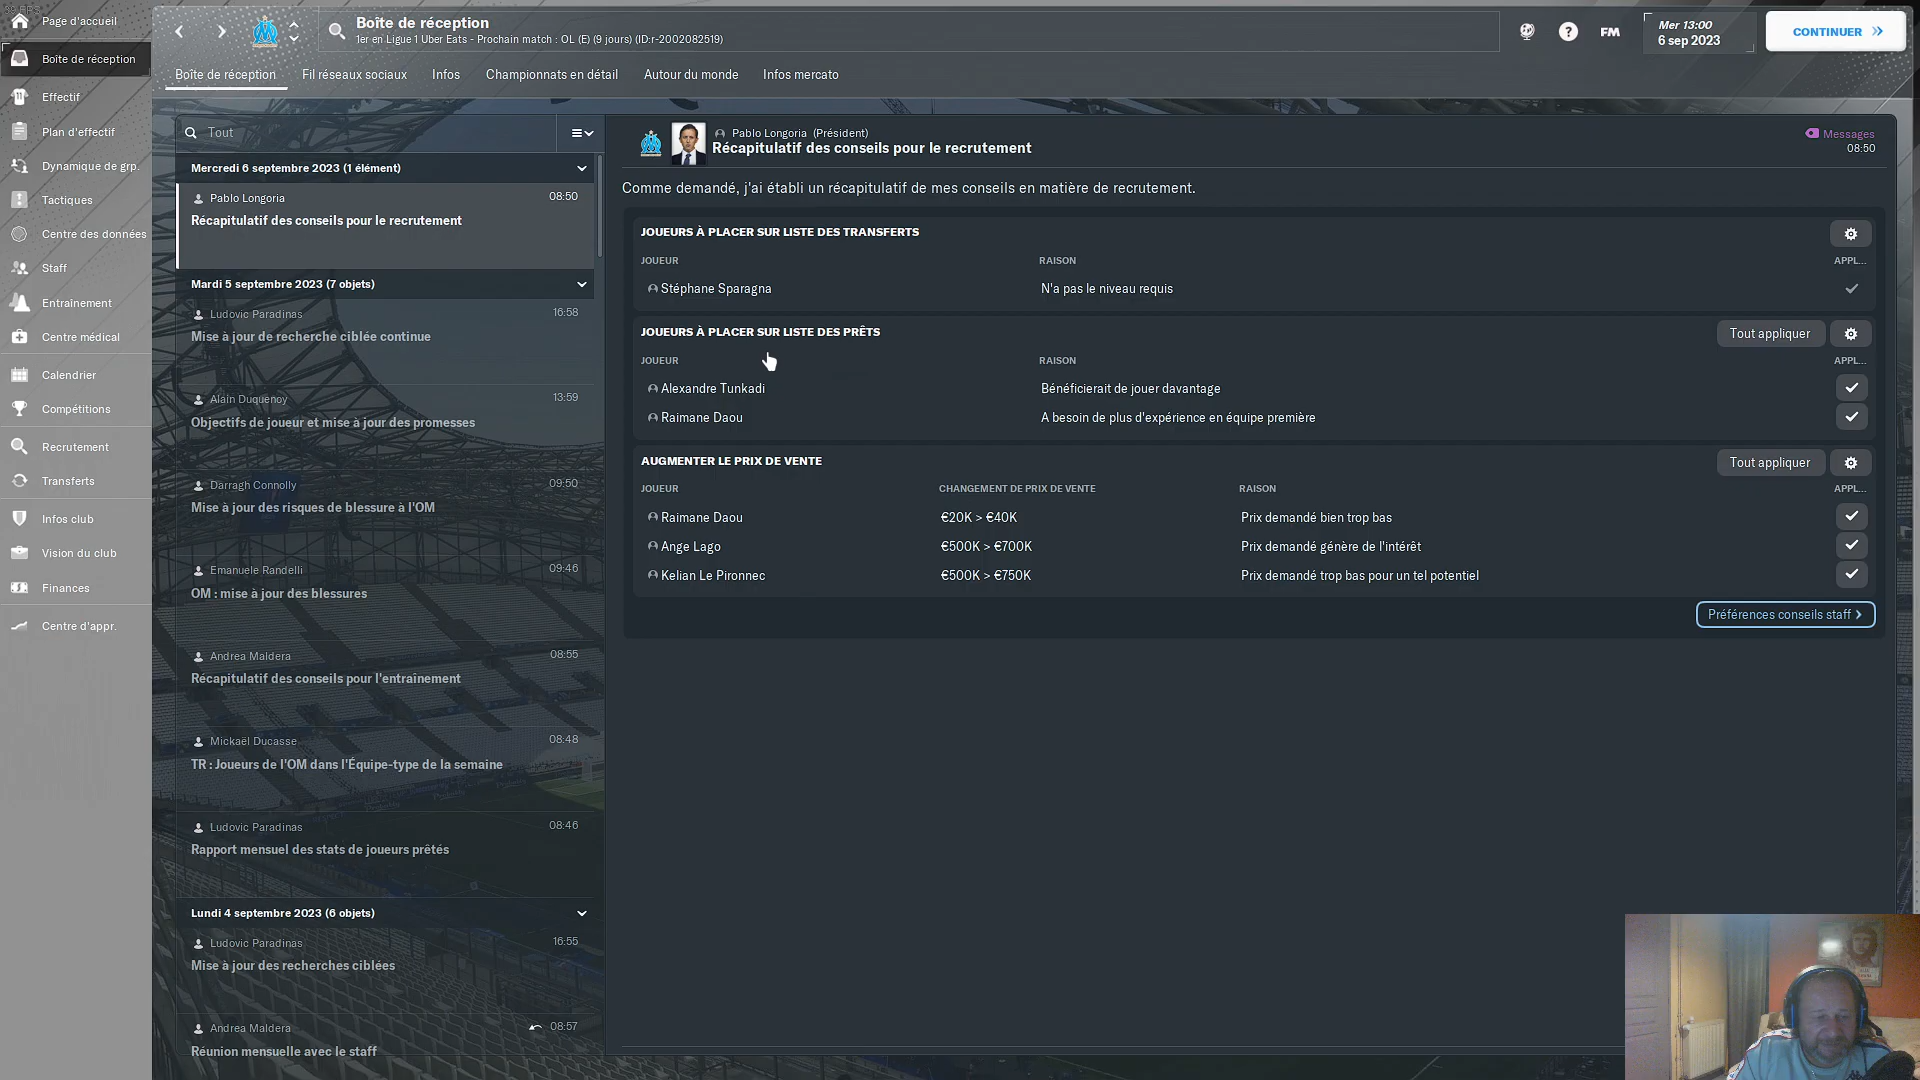 Page d'accueil
Boîte de réception
Effectif
Plan d'effectif
Dynamique de grp.
Tactiques
Centre des données
Staff
Entraînement
Centre médical
Calendrier
Compétitions
Recrutement
Transferts
Infos club
Vision du club
Finances
Centre d'appr.
Boîte de réception
1er en Ligue 1 Uber Eats - Prochain match : OL (E) (9 jours) (ID:r-2002082519)
FM
Mer 13:00
6 sep 2023
CONTINUER
Boîte de réception
Fil réseaux sociaux
Infos
Championnats en détail
Autour du monde
Infos mercato
Tout
Mercredi 6 septembre 2023 (1 élément)
Pablo Longoria 08:50
Récapitulatif des conseils pour le recrutement
Mardi 5 septembre 2023 (7 objets)
Ludovic Paradinas 16:58
Mise à jour de recherche ciblée continue
Alain Duquenoy 13:59
Objectifs de joueur et mise à jour des promesses
Darragh Connolly 09:50
Mise à jour des risques de blessure à l'OM
Emanuele Randelli 09:46
OM : mise à jour des blessures
Andrea Maldera 08:55
Récapitulatif des conseils pour l'entraînement
Mickaël Ducasse 08:48
TR : Joueurs de l'OM dans l'Équipe-type de la semaine
Ludovic Paradinas 08:46
Rapport mensuel des stats de joueurs prêtés
Lundi 4 septembre 2023 (6 objets)
Ludovic Paradinas 16:55
Mise à jour des recherches ciblées
Andrea Maldera 08:57
Réunion mensuelle avec le staff
Pablo Longoria (Président)
Récapitulatif des conseils pour le recrutement
Messages
08:50
Comme demandé, j'ai établi un récapitulatif de mes conseils en matière de recrutement.
JOUEURS À PLACER SUR LISTE DES TRANSFERTS
JOUEUR RAISON APPL...
Stéphane Sparagna N'a pas le niveau requis
JOUEURS À PLACER SUR LISTE DES PRÊTS Tout appliquer
JOUEUR RAISON APPL...
Alexandre Tunkadi Bénéficierait de jouer davantage
Raimane Daou A besoin de plus d'expérience en équipe première
AUGMENTER LE PRIX DE VENTE Tout appliquer
JOUEUR CHANGEMENT DE PRIX DE VENTE RAISON APPL...
Raimane Daou €20K > €40K Prix demandé bien trop bas
Ange Lago €500K > €700K Prix demandé génère de l'intérêt
Kelian Le Pironnec €500K > €750K Prix demandé trop bas pour un tel potentiel
Préférences conseils staff >